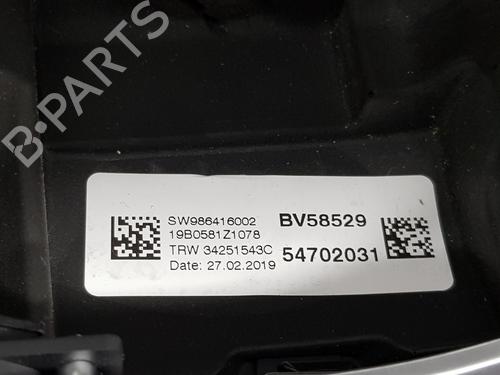 B-PARTS
SW986416002
19B0581Z1078
TRW 34251543C
Date: 27.02.2019
BV58529
54702031